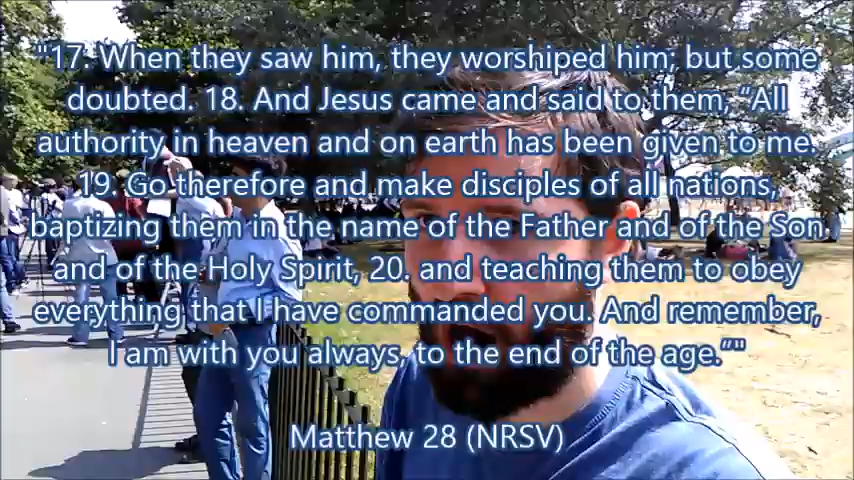 "17. When they saw him, they worshiped him; but some
doubted. 18. And Jesus came and said to them, “All
authority in heaven and on earth has been given to me.
19. Go therefore and make disciples of all nations,
baptizing them in the name of the Father and of the Son
and of the Holy Spirit, 20. and teaching them to obey
everything that I have commanded you. And remember,
I am with you always, to the end of the age.”"
Matthew 28 (NRSV)